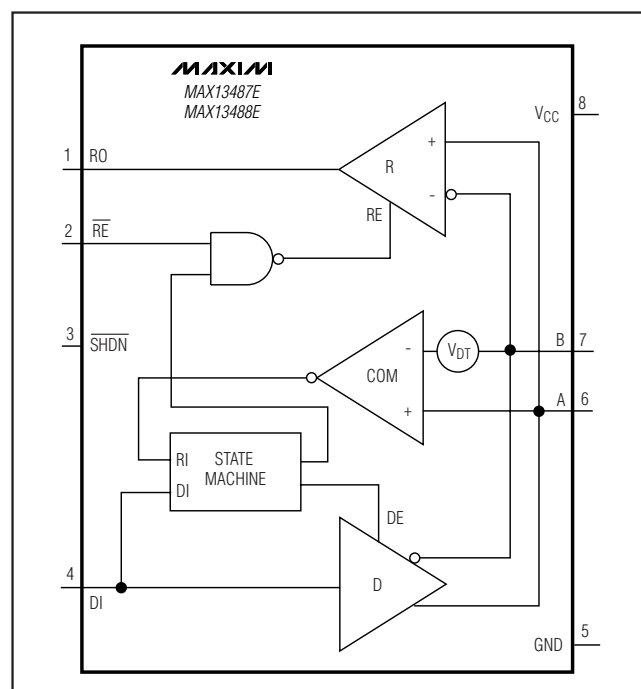 MAXIM
MAX13487E
MAX13488E
8
VCC
1
RO
+
R
-
RE
2
RE
3
SHDN
-
VDT
B
7
COM
+
A
6
RI
STATE
MACHINE
DI
DE
4
DI
D
GND
5